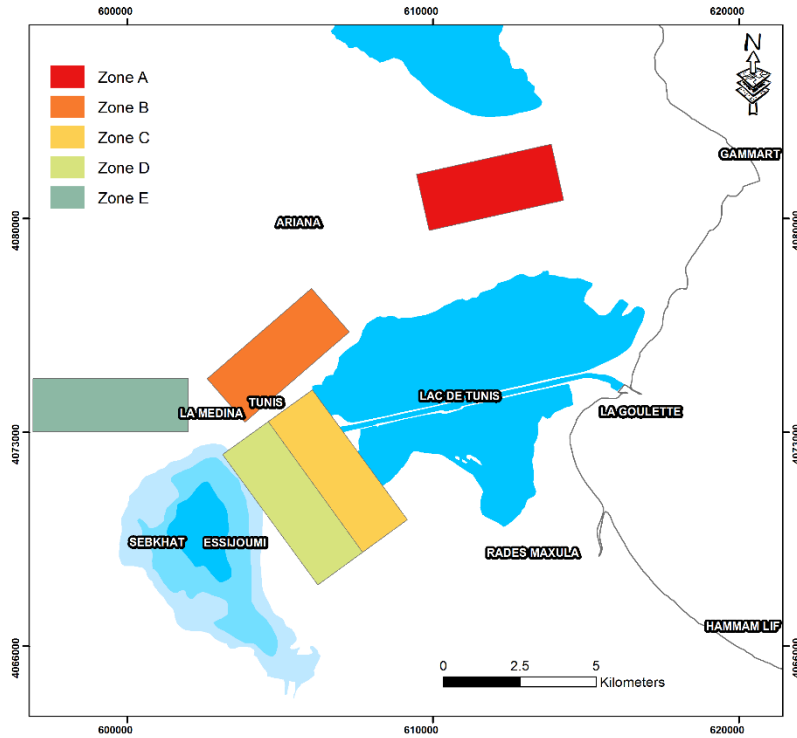 600000 610000 620000
N
Zone A
Zone B
Zone C
Zone D
Zone E
GAMMART
4080000 4080000
ARIANA
TUNIS
LA MEDINA
LAC DE TUNIS
LA GOULETTE
4073000 4073000
SEBKHAT ESSIJOUMI
RADES MAXULA
HAMMAM LIF
4066000 4066000
0 2.5 5
Kilometers
600000 610000 620000